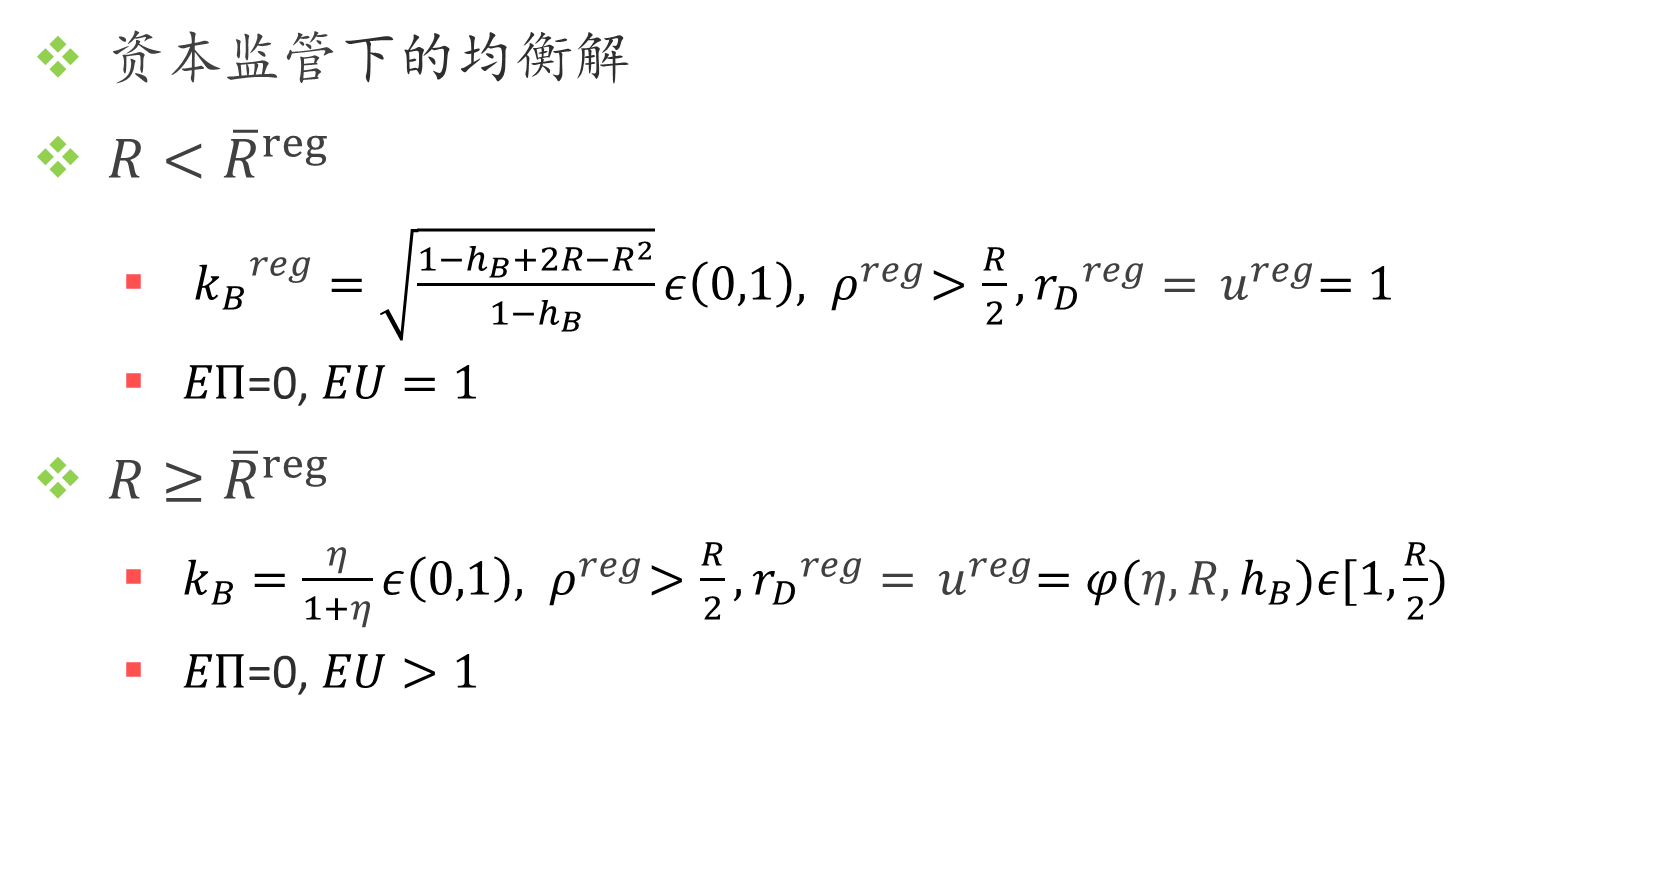 资本监管下的均衡解
R < R̄^reg
k_B^reg = √((1−h_B+2R−R²)/(1−h_B)) ϵ(0,1), ρ^reg > R/2, r_D^reg = u^reg = 1
EΠ=0, EU = 1
R ≥ R̄^reg
k_B = η/(1+η) ϵ(0,1), ρ^reg > R/2, r_D^reg = u^reg = φ(η, R, h_B)ϵ[1, R/2)
EΠ=0, EU > 1